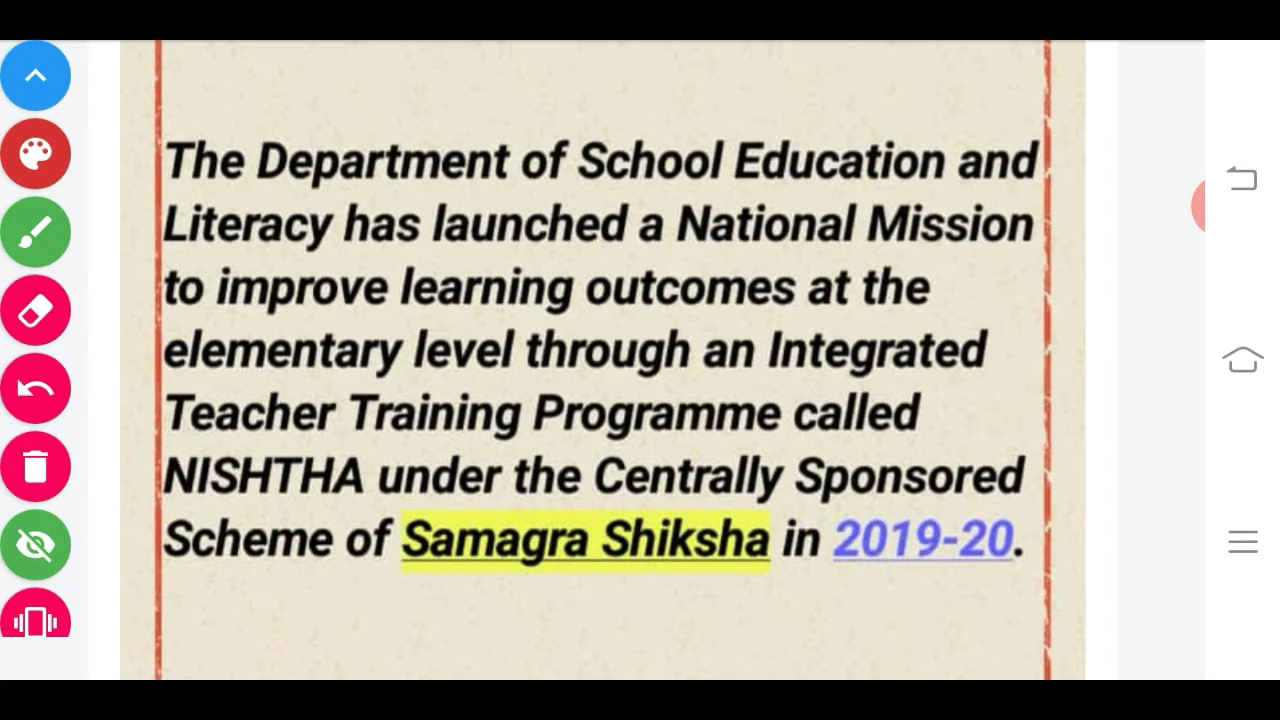 The Department of School Education and
Literacy has launched a National Mission
to improve learning outcomes at the
elementary level through an Integrated
Teacher Training Programme called
NISHTHA under the Centrally Sponsored
Scheme of Samagra Shiksha in 2019-20.